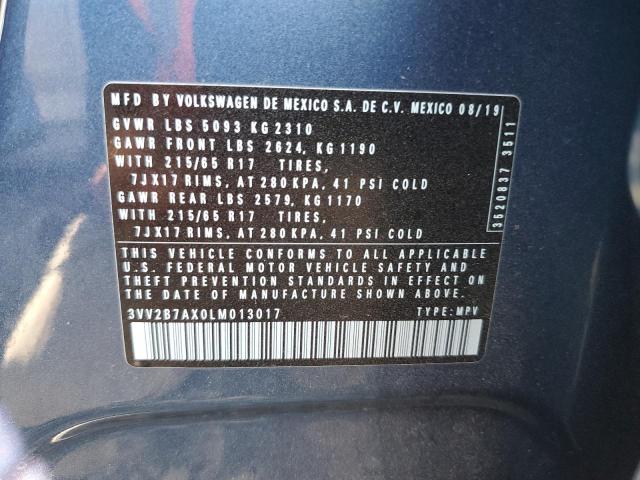 MFD BY VOLKSWAGEN DE MEXICO S.A. DE C.V. MEXICO 08/19
GVWR LBS 5093 KG 2310
GAWR FRONT LBS 2624, KG 1190
WITH 215/65 R17 TIRES,
7JX17 RIMS, AT 280 KPA, 41 PSI COLD
GAWR REAR LBS 2579, KG 1170
WITH 215/65 R17 TIRES,
7JX17 RIMS, AT 280 KPA, 41 PSI COLD
THIS VEHICLE CONFORMS TO ALL APPLICABLE
U.S. FEDERAL MOTOR VEHICLE SAFETY AND
THEFT PREVENTION STANDARDS IN EFFECT ON
THE DATE OF MANUFACTURE SHOWN ABOVE.
3VV2B7AX0LM013017 TYPE: MPV
3520837 3511